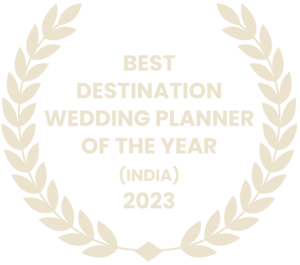 BEST
DESTINATION
WEDDING PLANNER
OF THE YEAR
(INDIA)
2023